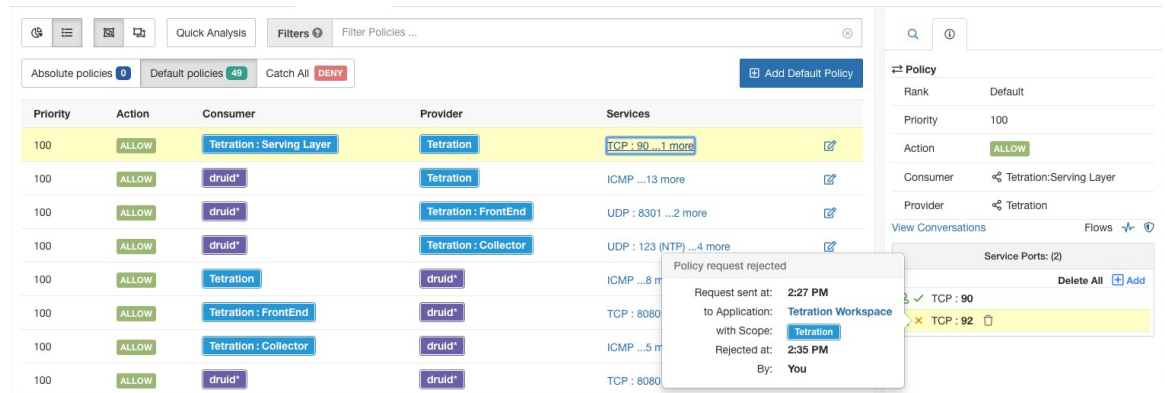 Quick Analysis Filters Filter Policies ...
Absolute policies 0 Default policies 49 Catch All DENY Add Default Policy
Priority Action Consumer Provider Services
100 ALLOW Tetration : Serving Layer Tetration TCP : 90 ...1 more
100 ALLOW druid* Tetration ICMP ...13 more
100 ALLOW druid* Tetration : FrontEnd UDP : 8301 ...2 more
100 ALLOW druid* Tetration : Collector UDP : 123 (NTP) ...4 more
100 ALLOW Tetration druid* ICMP ...8 m
100 ALLOW Tetration : FrontEnd druid* TCP : 8080
100 ALLOW Tetration : Collector druid* ICMP ...5 m
100 ALLOW druid* druid* TCP : 8080
Policy request rejected
Request sent at: 2:27 PM
to Application: Tetration Workspace
with Scope: Tetration
Rejected at: 2:35 PM
By: You
Policy
Rank Default
Priority 100
Action ALLOW
Consumer Tetration:Serving Layer
Provider Tetration
View Conversations Flows
Service Ports: (2)
Delete All Add
TCP : 90
TCP : 92